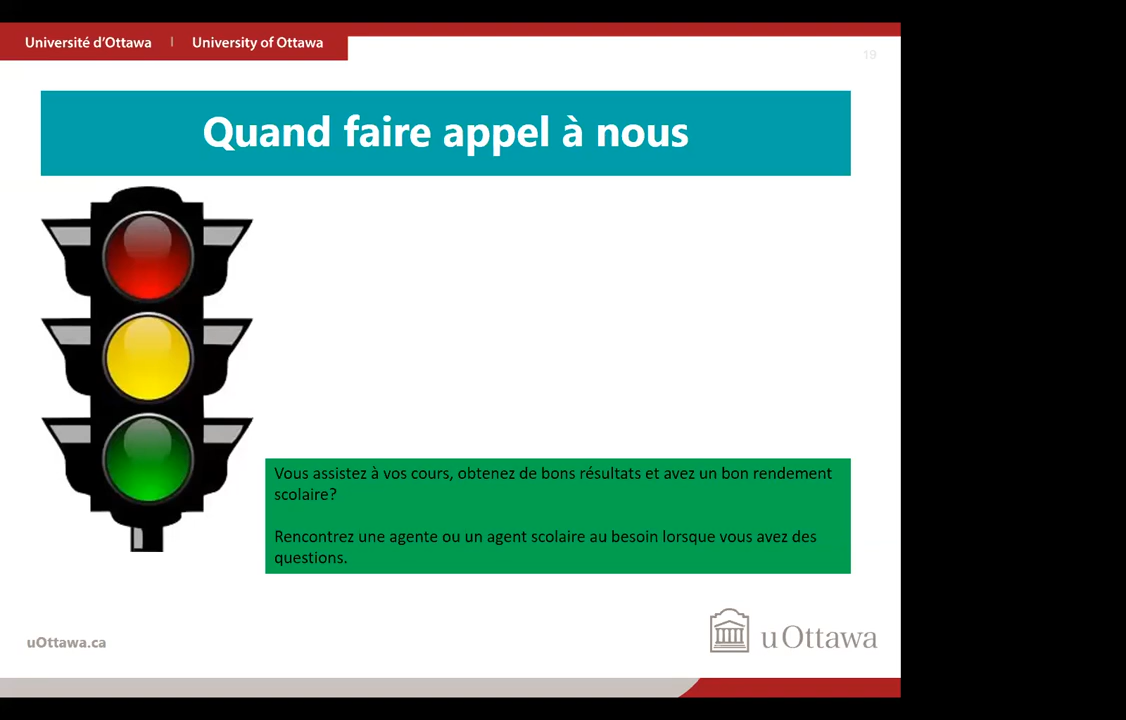 Université d'Ottawa | University of Ottawa
19
Quand faire appel à nous
Vous assistez à vos cours, obtenez de bons résultats et avez un bon rendement
scolaire?
Rencontrez une agente ou un agent scolaire au besoin lorsque vous avez des
questions.
uOttawa.ca
uOttawa